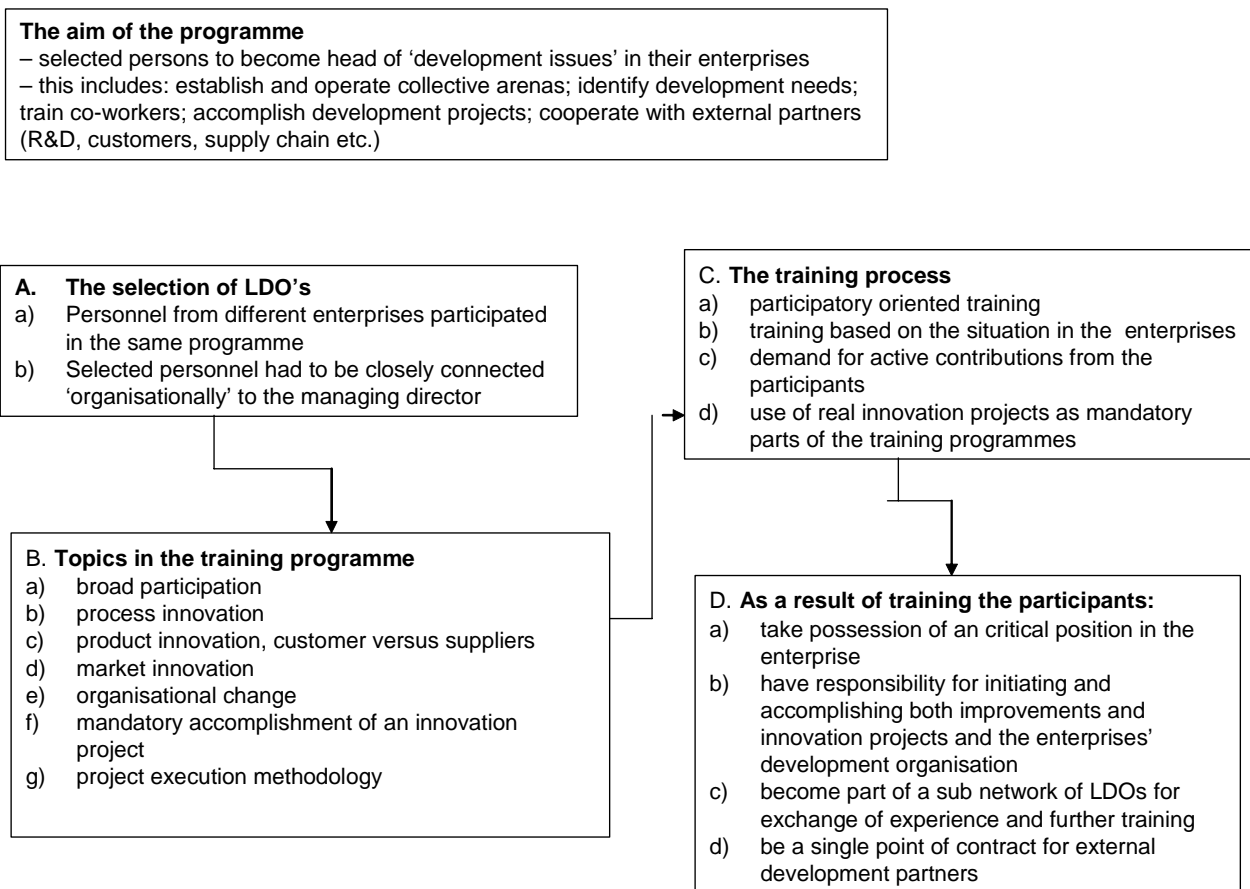 The aim of the programme
– selected persons to become head of ‘development issues’ in their enterprises
– this includes: establish and operate collective arenas; identify development needs;
train co-workers; accomplish development projects; cooperate with external partners
(R&D, customers, supply chain etc.)
A. The selection of LDO’s
a) Personnel from different enterprises participated
in the same programme
b) Selected personnel had to be closely connected
‘organisationally’ to the managing director
B. Topics in the training programme
a) broad participation
b) process innovation
c) product innovation, customer versus suppliers
d) market innovation
e) organisational change
f) mandatory accomplishment of an innovation
project
g) project execution methodology
C. The training process
a) participatory oriented training
b) training based on the situation in the enterprises
c) demand for active contributions from the
participants
d) use of real innovation projects as mandatory
parts of the training programmes
D. As a result of training the participants:
a) take possession of an critical position in the
enterprise
b) have responsibility for initiating and
accomplishing both improvements and
innovation projects and the enterprises’
development organisation
c) become part of a sub network of LDOs for
exchange of experience and further training
d) be a single point of contract for external
development partners